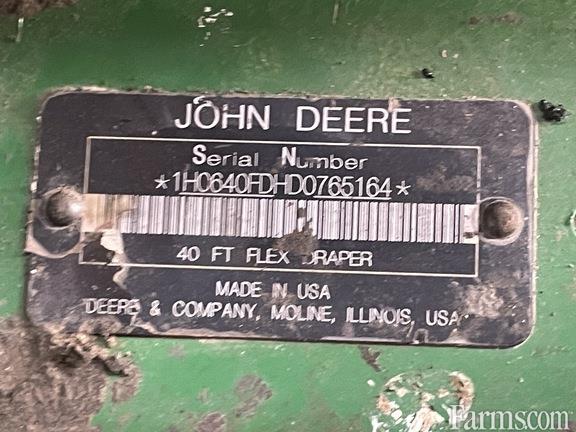 JOHN DEERE
Serial Number
*1H0640FDHD0765164*
40 FT FLEX DRAPER
MADE IN USA
DEERE & COMPANY, MOLINE, ILLINOIS, USA
Farms.com